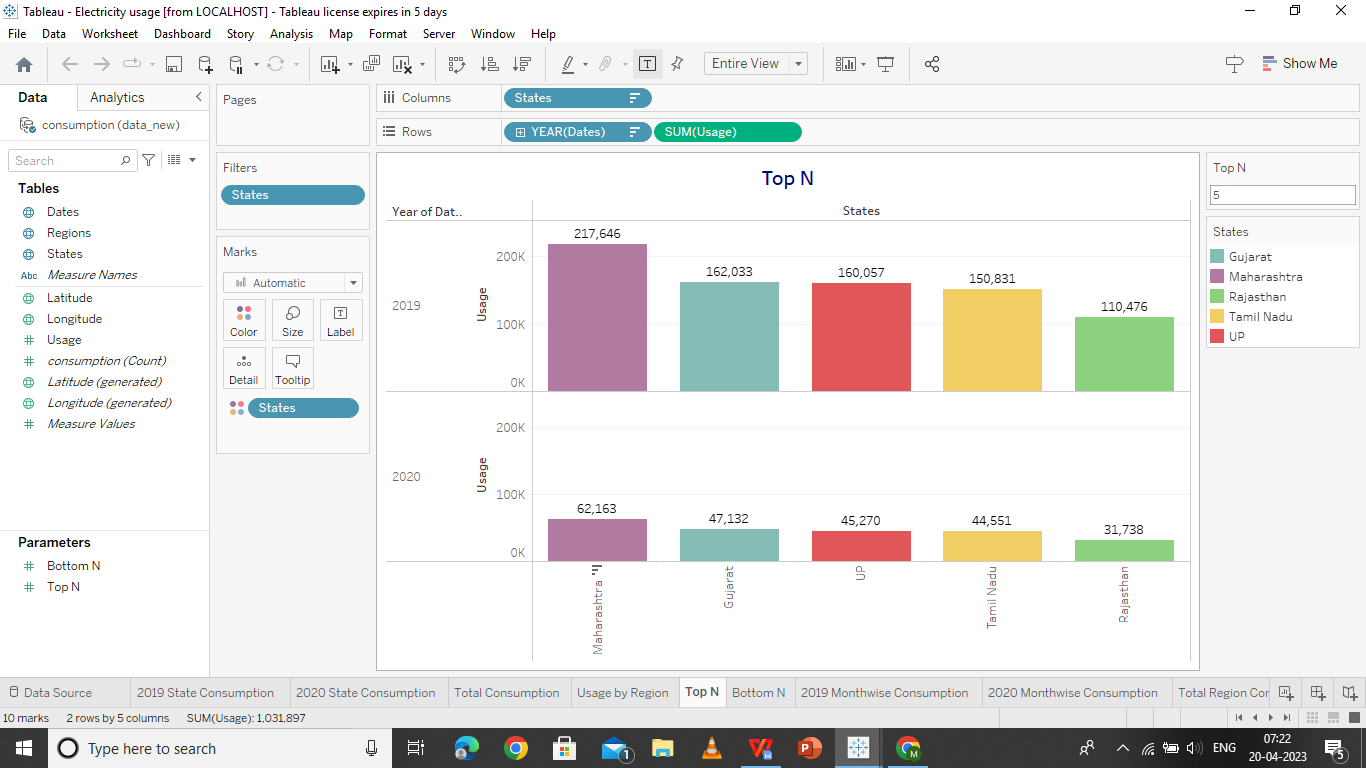 Tableau - Electricity usage [from LOCALHOST] - Tableau license expires in 5 days
File Data Worksheet Dashboard Story Analysis Map Format Server Window Help
Entire View
Show Me
Data Analytics
consumption (data_new)
Search
Tables
Dates
Regions
States
Abc Measure Names
Latitude
Longitude
Usage
consumption (Count)
Latitude (generated)
Longitude (generated)
Measure Values
Parameters
Bottom N
Top N
Pages
Filters
States
Marks
Automatic
Color Size Label
Detail Tooltip
States
Columns States
Rows YEAR(Dates) SUM(Usage)
Top N
Year of Dat.. States
2019
Usage
200K
100K
0K
217,646 162,033 160,057 150,831 110,476
2020
Usage
200K
100K
0K
62,163 47,132 45,270 44,551 31,738
Maharashtra Gujarat UP Tamil Nadu Rajasthan
Top N
5
States
Gujarat
Maharashtra
Rajasthan
Tamil Nadu
UP
Data Source 2019 State Consumption 2020 State Consumption Total Consumption Usage by Region Top N Bottom N 2019 Monthwise Consumption 2020 Monthwise Consumption Total Region Cor
10 marks 2 rows by 5 columns SUM(Usage): 1,031,897
Type here to search
1
M
ENG
07:22
20-04-2023
5